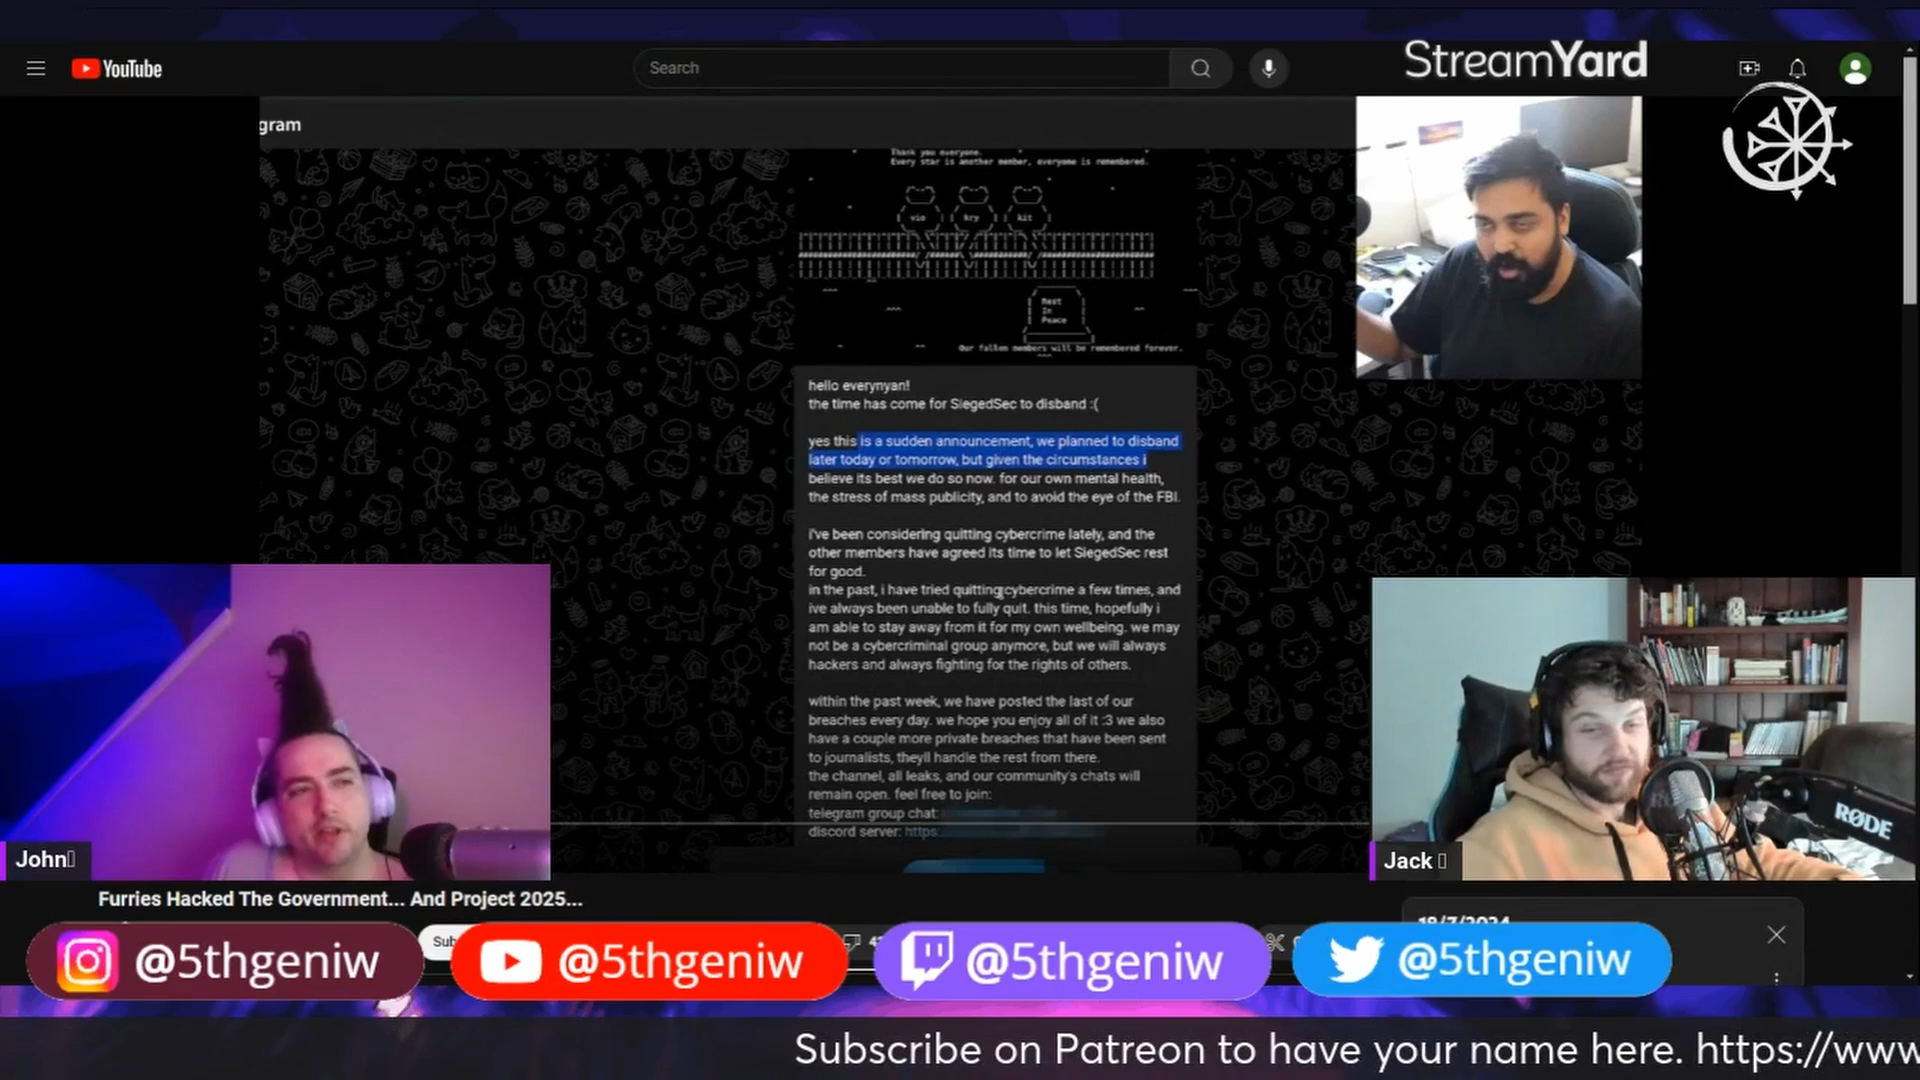 YouTube
Search
StreamYard
gram
Thank you everyone.
Every star is another member, everyone is remembered.
vio
kry
kit
Rest
In
Peace
Our fallen members will be remembered forever.
hello everynyan!
the time has come for SiegedSec to disband :(
yes this is a sudden announcement, we planned to disband
later today or tomorrow, but given the circumstances i
believe its best we do so now. for our own mental health,
the stress of mass publicity, and to avoid the eye of the FBI.
i've been considering quitting cybercrime lately, and the
other members have agreed its time to let SiegedSec rest
for good.
in the past, i have tried quitting cybercrime a few times, and
ive always been unable to fully quit. this time, hopefully i
am able to stay away from it for my own wellbeing. we may
not be a cybercriminal group anymore, but we will always
hackers and always fighting for the rights of others.
within the past week, we have posted the last of our
breaches every day. we hope you enjoy all of it :3 we also
have a couple more private breaches that have been sent
to journalists, theyll handle the rest from there.
the channel, all leaks, and our community's chats will
remain open. feel free to join:
telegram group chat:
discord server: https:
John
Jack
RØDE
Furries Hacked The Government... And Project 2025...
18/7/2024
Sub
@5thgeniw
@5thgeniw
@5thgeniw
@5thgeniw
Subscribe on Patreon to have your name here. https://www